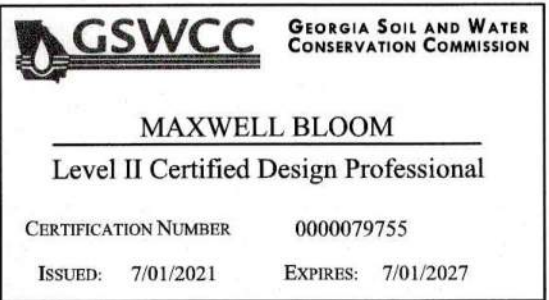 GSWCC
GEORGIA SOIL AND WATER
CONSERVATION COMMISSION
MAXWELL BLOOM
Level II Certified Design Professional
CERTIFICATION NUMBER 0000079755
ISSUED: 7/01/2021 EXPIRES: 7/01/2027